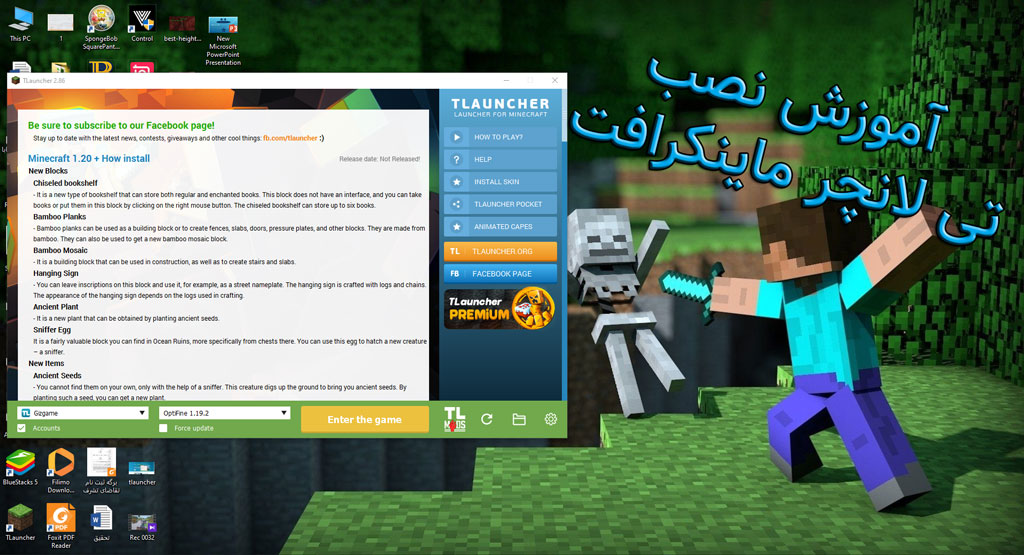 This PC
1
SpongeBob
SquarePant...
Control
best-height...
New
Microsoft
PowerPoint
Presentation
آموزش نصب
تی لانچر ماینکرافت
TLauncher 2.86
Be sure to subscribe to our Facebook page!
Stay up to date with the latest news, contests, giveaways and other cool things: fb.com/tlauncher :)
Minecraft 1.20 + How install
Release date: Not Released!
New Blocks
Chiseled bookshelf
- It is a new type of bookshelf that can store both regular and enchanted books. This block does not have an interface, and you can take
books or put them in this block by clicking on the right mouse button. The chiseled bookshelf can store up to six books.
Bamboo Planks
- Bamboo planks can be used as a building block or to create fences, slabs, doors, pressure plates, and other blocks. They are made from
bamboo. They can also be used to get a new bamboo mosaic block.
Bamboo Mosaic
- It is a building block that can be used in construction, as well as to create stairs and slabs.
Hanging Sign
- You can leave inscriptions on this block and use it, for example, as a street nameplate. The hanging sign is crafted with logs and chains.
The appearance of the hanging sign depends on the logs used in crafting.
Ancient Plant
- It is a new plant that can be obtained by planting ancient seeds.
Sniffer Egg
It is a fairly valuable block you can find in Ocean Ruins, more specifically from chests there. You can use this egg to hatch a new creature
– a sniffer.
New Items
Ancient Seeds
- You cannot find them on your own, only with the help of a sniffer. This creature digs up the ground to bring you ancient seeds. By
planting such a seed, you can get a new plant.
TLAUNCHER
LAUNCHER FOR MINECRAFT
HOW TO PLAY?
? HELP
INSTALL SKIN
TLAUNCHER POCKET
ANIMATED CAPES
TL TLAUNCHER.ORG
FB FACEBOOK PAGE
TLauncher
PREMIUM
TL Gizgame
OptiFine 1.19.2
Enter the game
TL
MODS
Accounts
Force update
BlueStacks 5
Filimo
Downlo...
برگه ثبت نام
تقاضای تشرف
tlauncher
TLauncher
PDF
Foxit PDF
Reader
تحقیق
Rec 0032